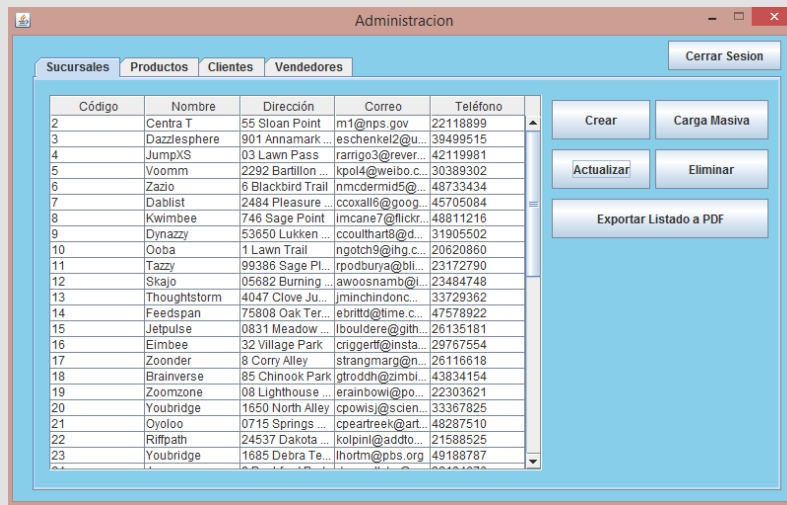 Administracion
Cerrar Sesion
Sucursales Productos Clientes Vendedores
Código Nombre Dirección Correo Teléfono
2 Centra T 55 Sloan Point m1@nps.gov 22118899
3 Dazzlesphere 901 Annamark ... eschenkel2@u... 39499515
4 JumpXS 03 Lawn Pass rarrigo3@rever... 42119981
5 Voomm 2292 Bartillon ... kpol4@weibo.c... 30389302
6 Zazio 6 Blackbird Trail nmcdermid5@... 48733434
7 Dablist 2484 Pleasure ... ccoxall6@goog... 45705084
8 Kwimbee 746 Sage Point imcane7@flickr... 48811216
9 Dynazzy 53650 Lukken ... ccoulthart8@d... 31905502
10 Ooba 1 Lawn Trail ngotch9@ihg.c... 20620860
11 Tazzy 99386 Sage Pl... rpodburya@bli... 23172790
12 Skajo 05682 Burning ... awoosnamb@i... 23484748
13 Thoughtstorm 4047 Clove Ju... jminchindonc... 33729362
14 Feedspan 75808 Oak Ter... ebrittd@time.c... 47578922
15 Jetpulse 0831 Meadow ... lbouldere@gith... 26135181
16 Eimbee 32 Village Park criggertf@insta... 29767554
17 Zoonder 8 Corry Alley strangmarg@n... 26116618
18 Brainverse 85 Chinook Park gtroddh@zimbi... 43834154
19 Zoomzone 08 Lighthouse ... erainbowi@po... 22303621
20 Youbridge 1650 North Alley cpowisj@scien... 33367825
21 Oyoloo 0715 Springs ... cpeartreek@art... 48287510
22 Riffpath 24537 Dakota ... kolpinl@addto... 21588525
23 Youbridge 1685 Debra Te... lhortm@pbs.org 49188787
Crear Carga Masiva
Actualizar Eliminar
Exportar Listado a PDF